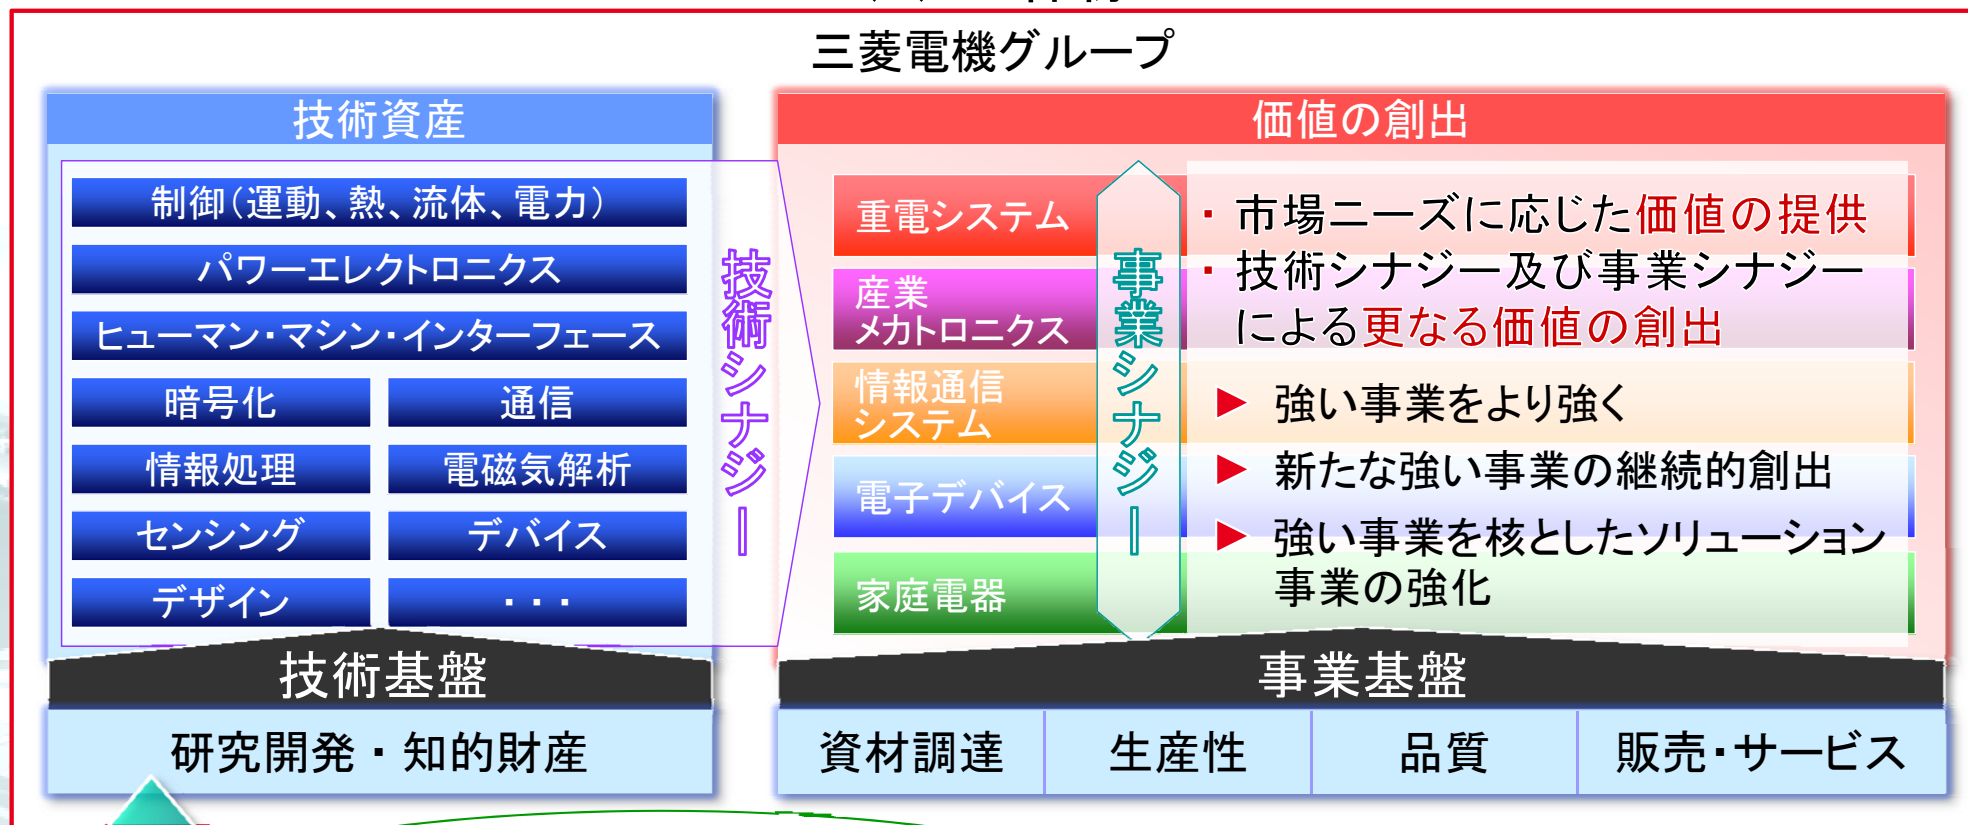 三菱電機グループ
技術資産
制御(運動、熱、流体、電力)
パワーエレクトロニクス
ヒューマン・マシン・インターフェース
暗号化
通信
情報処理
電磁気解析
センシング
デバイス
デザイン
・・・
技術シナジー
技術基盤
研究開発・知的財産
価値の創出
重電システム
産業
メカトロニクス
情報通信
システム
電子デバイス
家庭電器
事業シナジー
・市場ニーズに応じた価値の提供
・技術シナジー及び事業シナジー
による更なる価値の創出
▶ 強い事業をより強く
▶ 新たな強い事業の継続的創出
▶ 強い事業を核としたソリューション
事業の強化
事業基盤
資材調達
生産性
品質
販売・サービス